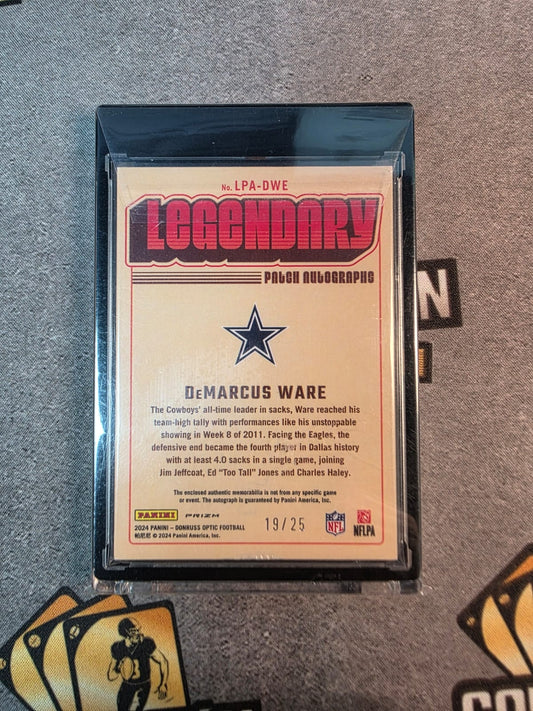 No. LPA-DWE
LEGENDARY
PATCH AUTOGRAPHS
DEMARCUS WARE
The Cowboys' all-time leader in sacks, Ware reached his
team-high tally with performances like his unstoppable
showing in Week 8 of 2011. Facing the Eagles, the
defensive end became the fourth player in Dallas history
with at least 4.0 sacks in a single game, joining
Jim Jeffcoat, Ed "Too Tall" Jones and Charles Haley.
The enclosed authentic memorabilia is not from any specific game
or event. The autograph is guaranteed by Panini America, Inc.
PANINI PRIZM
2024 PANINI – DONRUSS OPTIC FOOTBALL
帕尼尼 © 2024 Panini America, Inc.
19/25
NFL
NFLPA